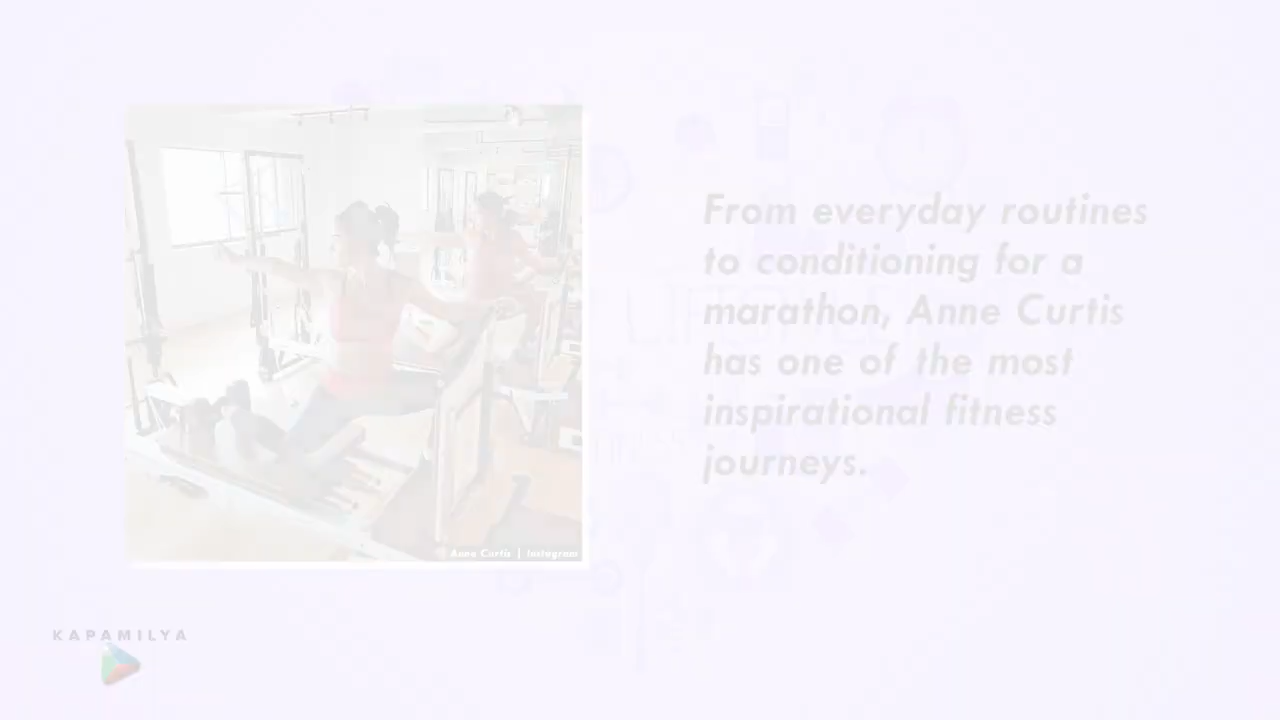 From everyday routines
to conditioning for a
marathon, Anne Curtis
has one of the most
inspirational fitness
journeys.
Anne Curtis | Instagram
KAPAMILYA